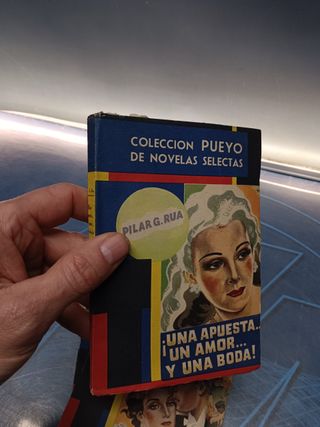 COLECCION PUEYO
DE NOVELAS SELECTAS
PILAR G. RUA
¡UNA APUESTA..
UN AMOR...
Y UNA BODA!